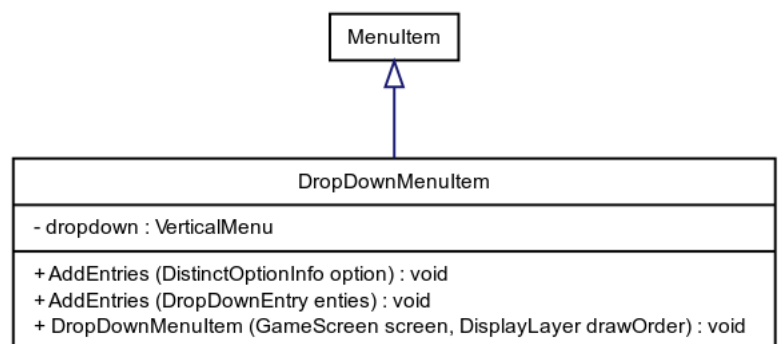 MenuItem
DropDownMenuItem
- dropdown : VerticalMenu
+ AddEntries (DistinctOptionInfo option) : void
+ AddEntries (DropDownEntry enties) : void
+ DropDownMenuItem (GameScreen screen, DisplayLayer drawOrder) : void